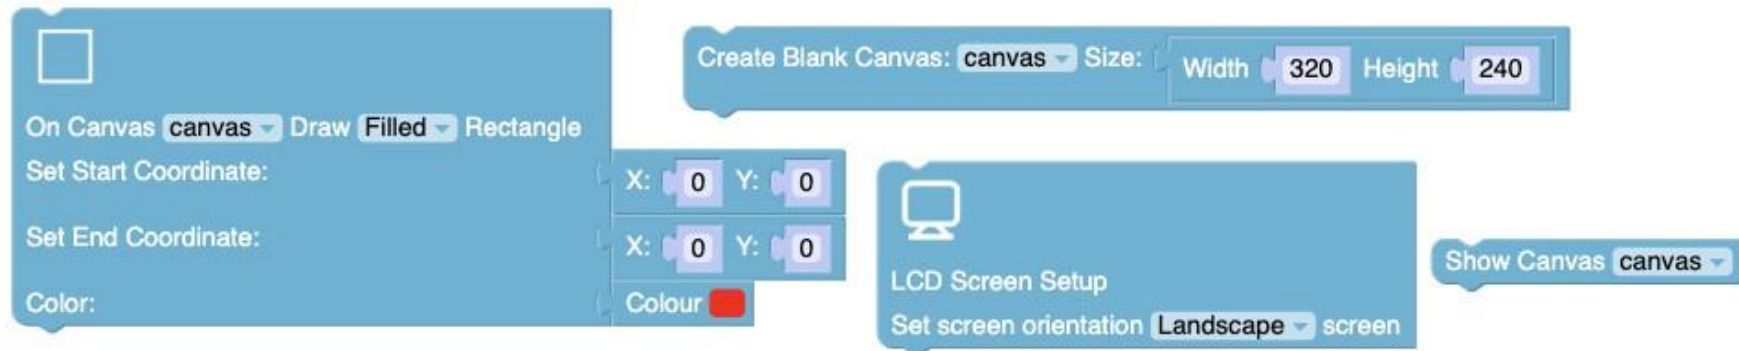 On Canvas canvas Draw Filled Rectangle
Set Start Coordinate: X: 0 Y: 0
Set End Coordinate: X: 0 Y: 0
Color: Colour
Create Blank Canvas: canvas Size: Width 320 Height 240
LCD Screen Setup
Set screen orientation Landscape screen
Show Canvas canvas